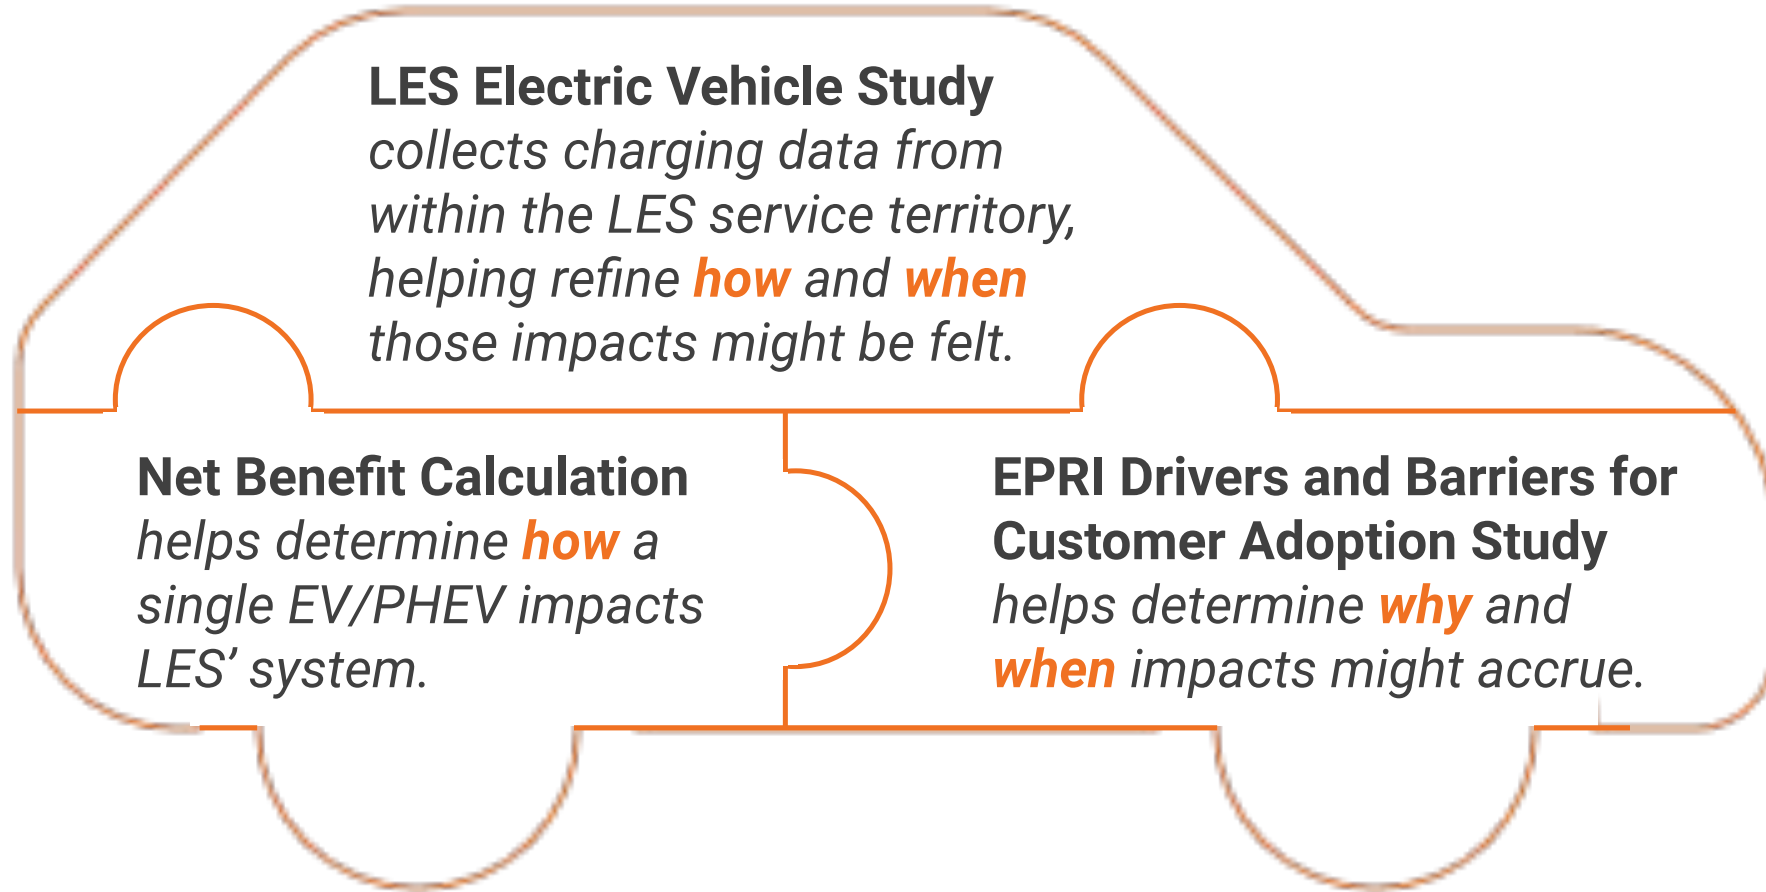 LES Electric Vehicle Study
collects charging data from
within the LES service territory,
helping refine how and when
those impacts might be felt.
Net Benefit Calculation
helps determine how a
single EV/PHEV impacts
LES’ system.
EPRI Drivers and Barriers for
Customer Adoption Study
helps determine why and
when impacts might accrue.